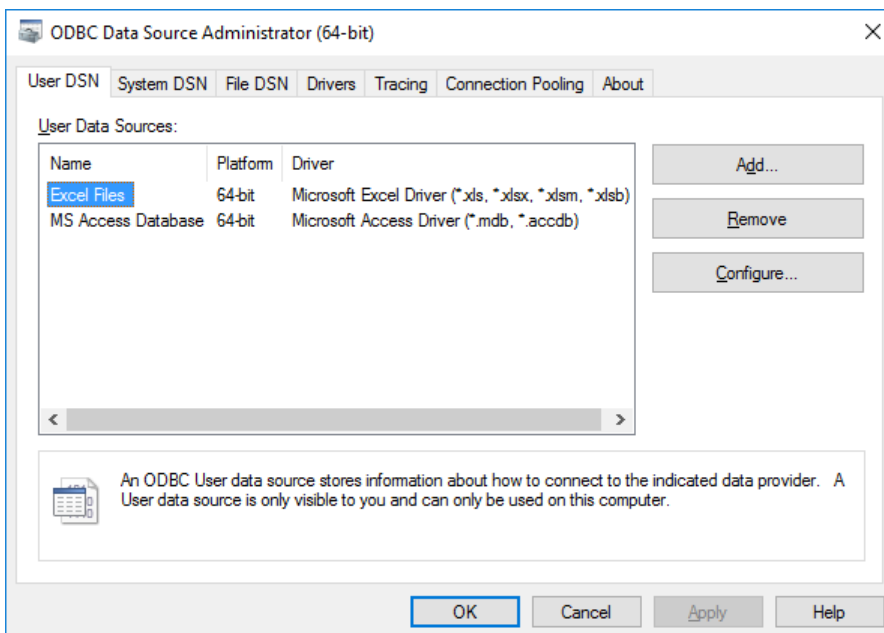 ODBC Data Source Administrator (64-bit)
User DSN System DSN File DSN Drivers Tracing Connection Pooling About
User Data Sources:
Name Platform Driver
Excel Files 64-bit Microsoft Excel Driver (*.xls, *.xlsx, *.xlsm, *.xlsb)
MS Access Database 64-bit Microsoft Access Driver (*.mdb, *.accdb)
Add...
Remove
Configure...
An ODBC User data source stores information about how to connect to the indicated data provider. A
User data source is only visible to you and can only be used on this computer.
OK Cancel Apply Help